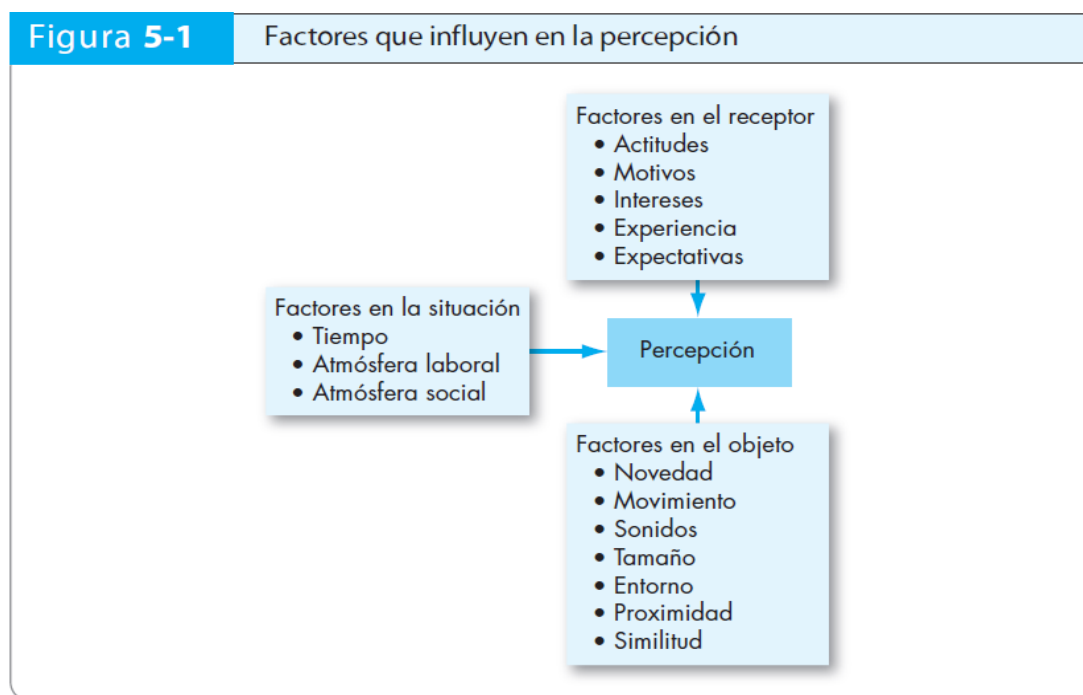 Figura 5-1
Factores que influyen en la percepción
Factores en el receptor
• Actitudes
• Motivos
• Intereses
• Experiencia
• Expectativas
Factores en la situación
• Tiempo
• Atmósfera laboral
• Atmósfera social
Percepción
Factores en el objeto
• Novedad
• Movimiento
• Sonidos
• Tamaño
• Entorno
• Proximidad
• Similitud